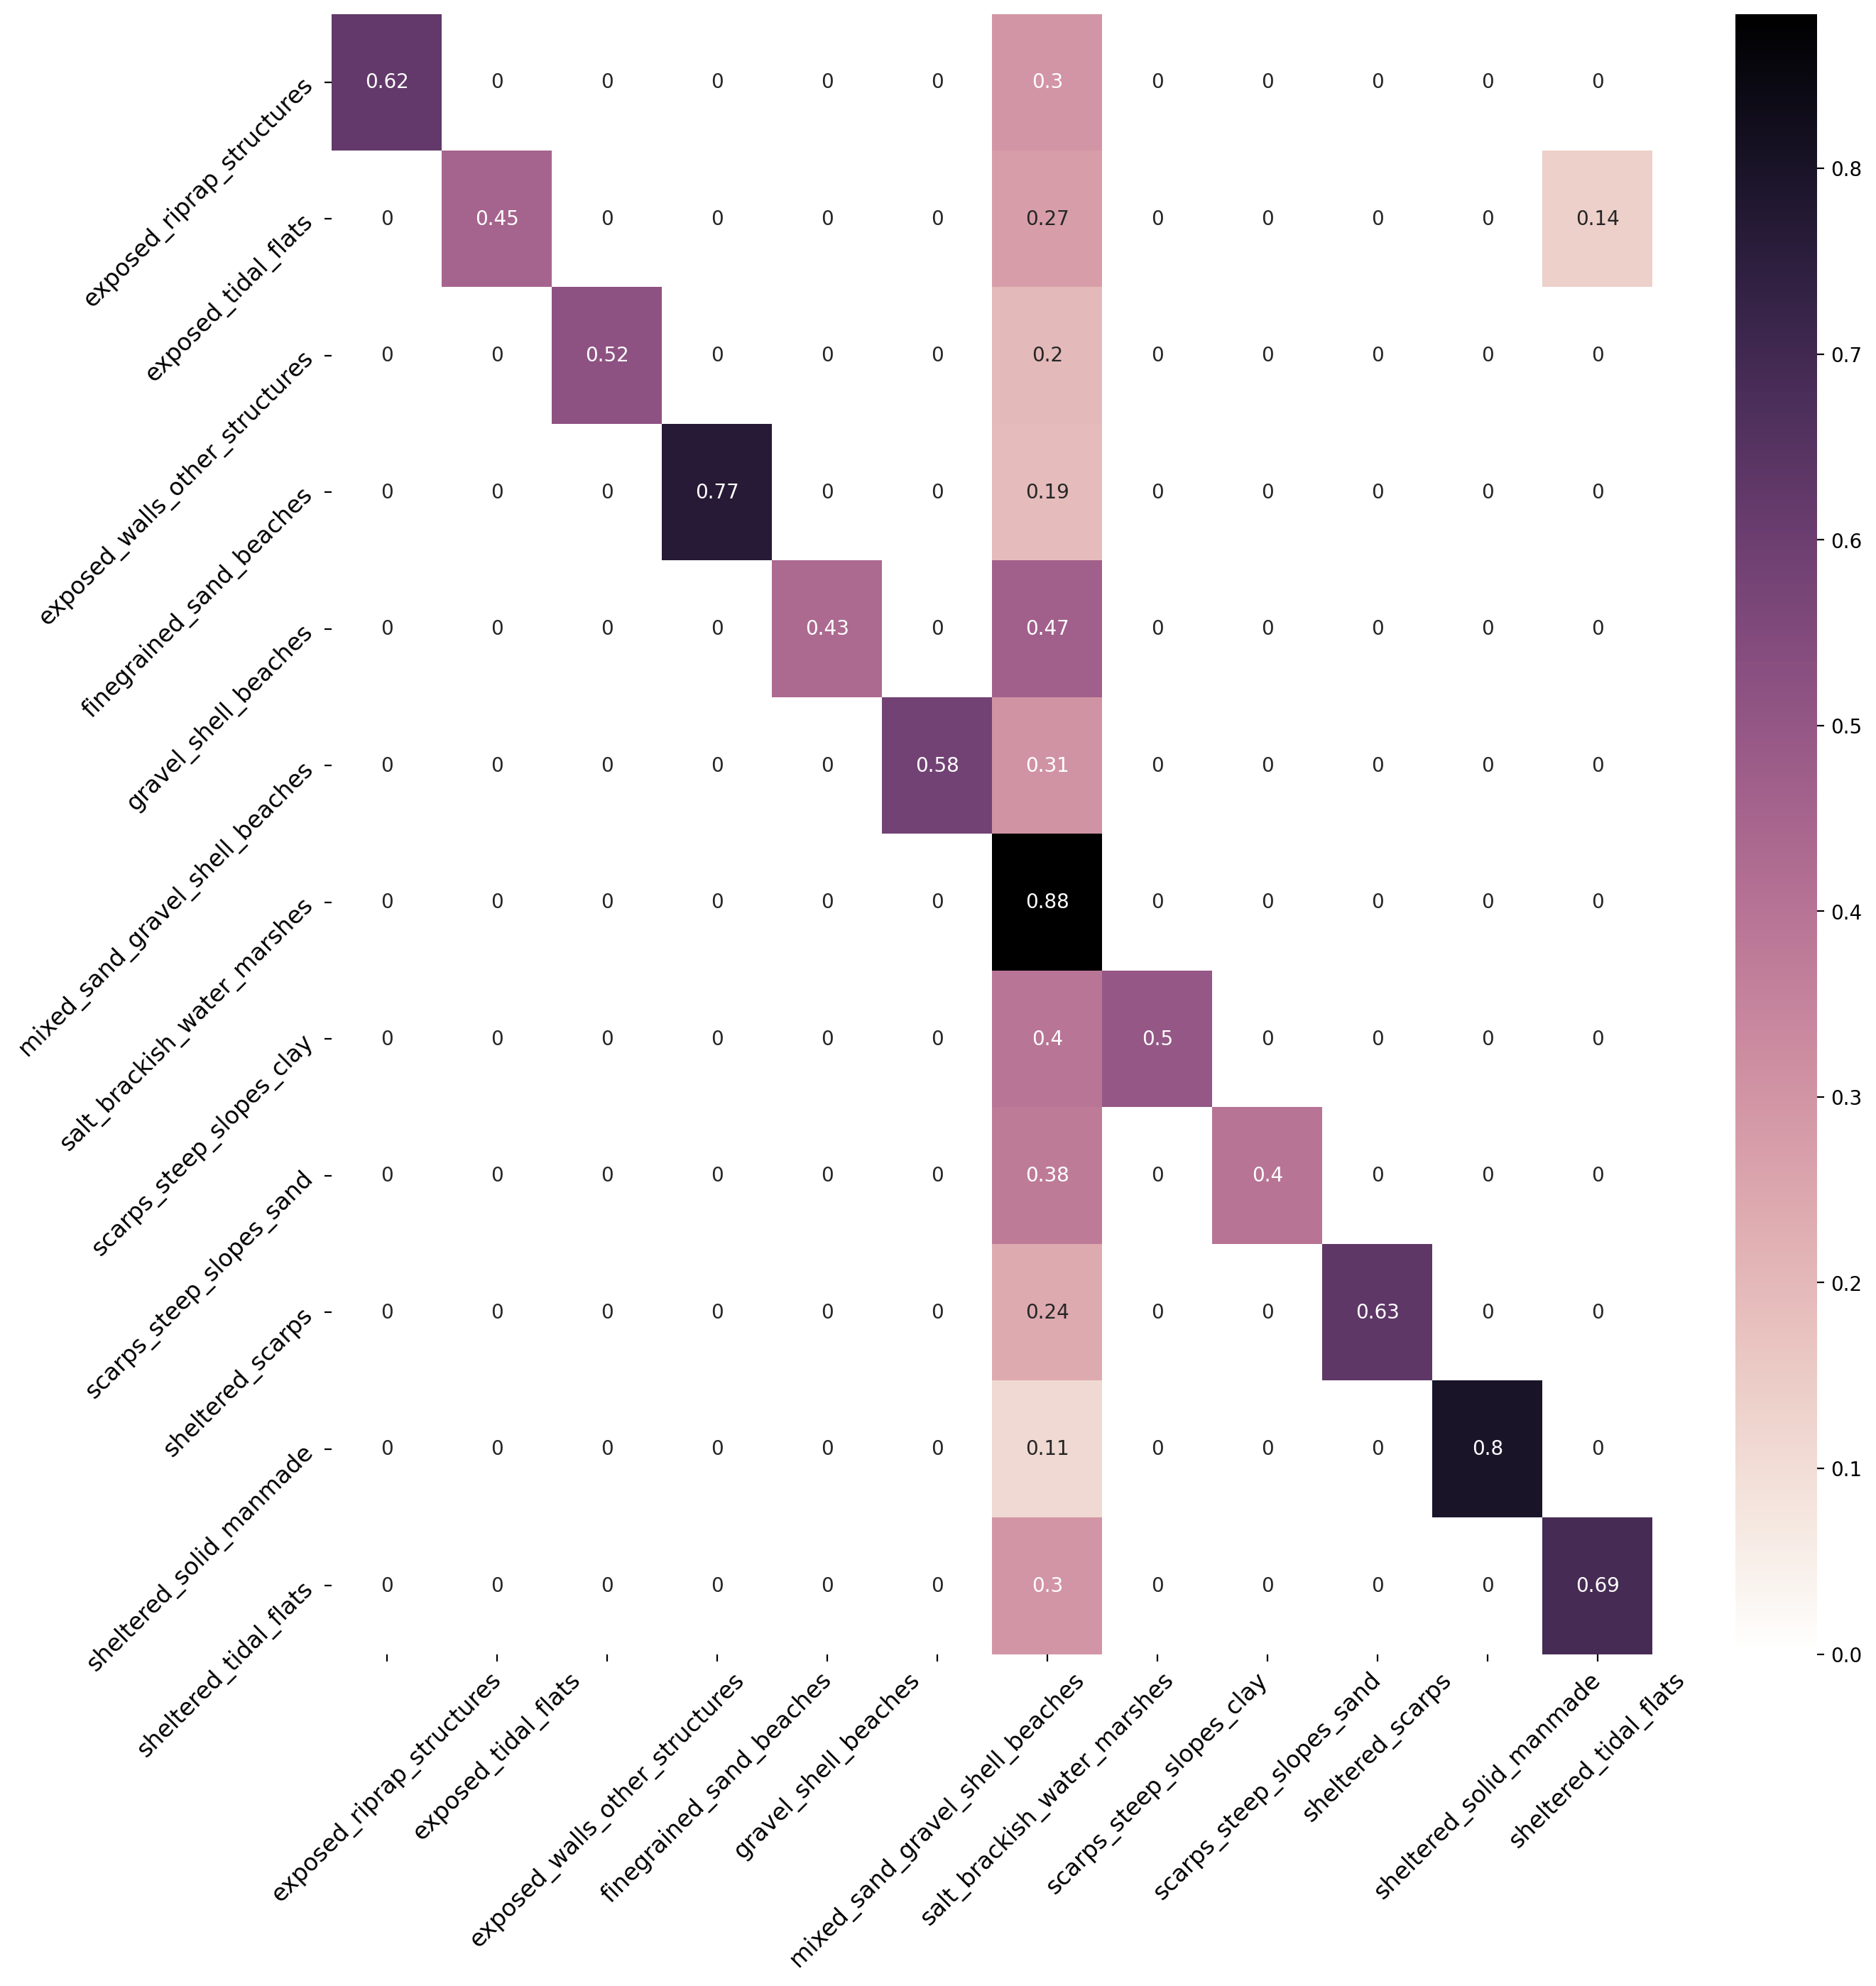 exposed_riprap_structures 0.62 0 0 0 0 0 0.3 0 0 0 0 0
exposed_tidal_flats 0 0.45 0 0 0 0 0.27 0 0 0 0 0.14
exposed_walls_other_structures 0 0 0.52 0 0 0 0.2 0 0 0 0 0
finegrained_sand_beaches 0 0 0 0.77 0 0 0.19 0 0 0 0 0
gravel_shell_beaches 0 0 0 0 0.43 0 0.47 0 0 0 0 0
mixed_sand_gravel_shell_beaches 0 0 0 0 0 0.58 0.31 0 0 0 0 0
salt_brackish_water_marshes 0 0 0 0 0 0 0.88 0 0 0 0 0
scarps_steep_slopes_clay 0 0 0 0 0 0 0.4 0.5 0 0 0 0
scarps_steep_slopes_sand 0 0 0 0 0 0 0.38 0 0.4 0 0 0
sheltered_scarps 0 0 0 0 0 0 0.24 0 0 0.63 0 0
sheltered_solid_manmade 0 0 0 0 0 0 0.11 0 0 0 0.8 0
sheltered_tidal_flats 0 0 0 0 0 0 0.3 0 0 0 0 0.69
exposed_riprap_structures
exposed_tidal_flats
exposed_walls_other_structures
finegrained_sand_beaches
gravel_shell_beaches
mixed_sand_gravel_shell_beaches
salt_brackish_water_marshes
scarps_steep_slopes_clay
scarps_steep_slopes_sand
sheltered_scarps
sheltered_solid_manmade
sheltered_tidal_flats
0.8
0.7
0.6
0.5
0.4
0.3
0.2
0.1
0.0